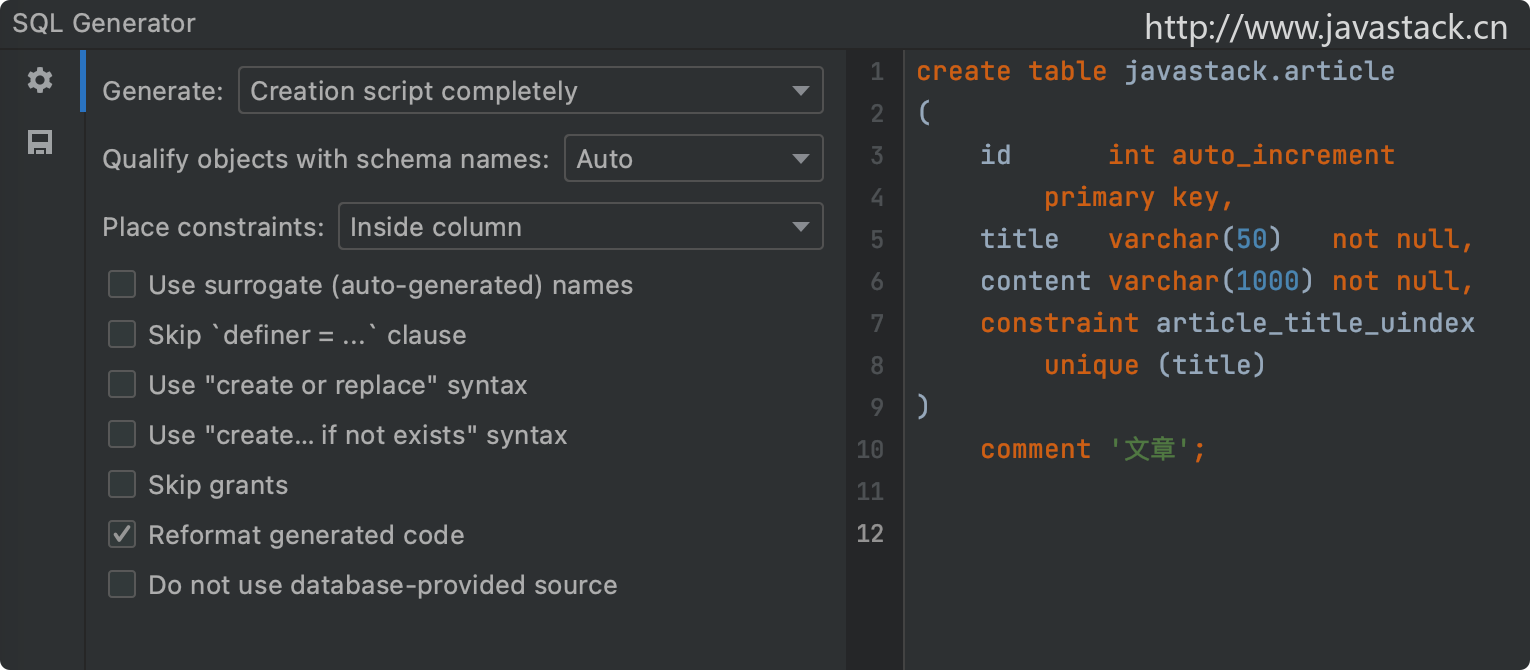 SQL Generator
http://www.javastack.cn
Generate: Creation script completely
Qualify objects with schema names: Auto
Place constraints: Inside column
Use surrogate (auto-generated) names
Skip `definer = ...` clause
Use "create or replace" syntax
Use "create... if not exists" syntax
Skip grants
Reformat generated code
Do not use database-provided source
1 create table javastack.article
2 (
3 id int auto_increment
4 primary key,
5 title varchar(50) not null,
6 content varchar(1000) not null,
7 constraint article_title_uindex
8 unique (title)
9 )
10 comment '文章';
11
12